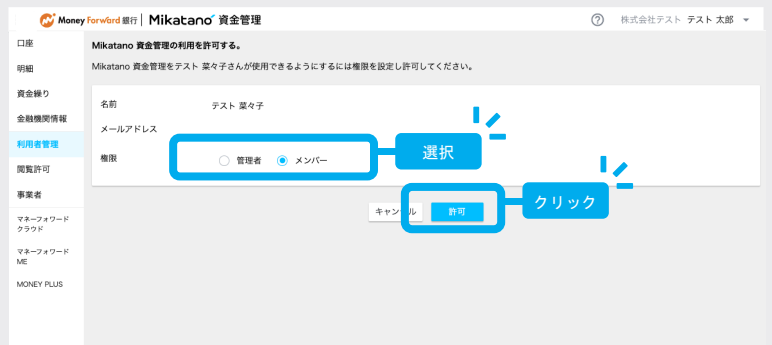 Money Forward 銀行 Mikatano 資金管理
株式会社テスト テスト 太郎
口座
明細
資金繰り
金融機関情報
利用者管理
閲覧許可
事業者
マネーフォワード
クラウド
マネーフォワード
ME
MONEY PLUS
Mikatano 資金管理の利用を許可する。
Mikatano 資金管理をテスト 菜々子さんが使用できるようにするには権限を設定し許可してください。
名前 テスト 菜々子
メールアドレス
権限 管理者 メンバー
選択
キャンセル 許可
クリック